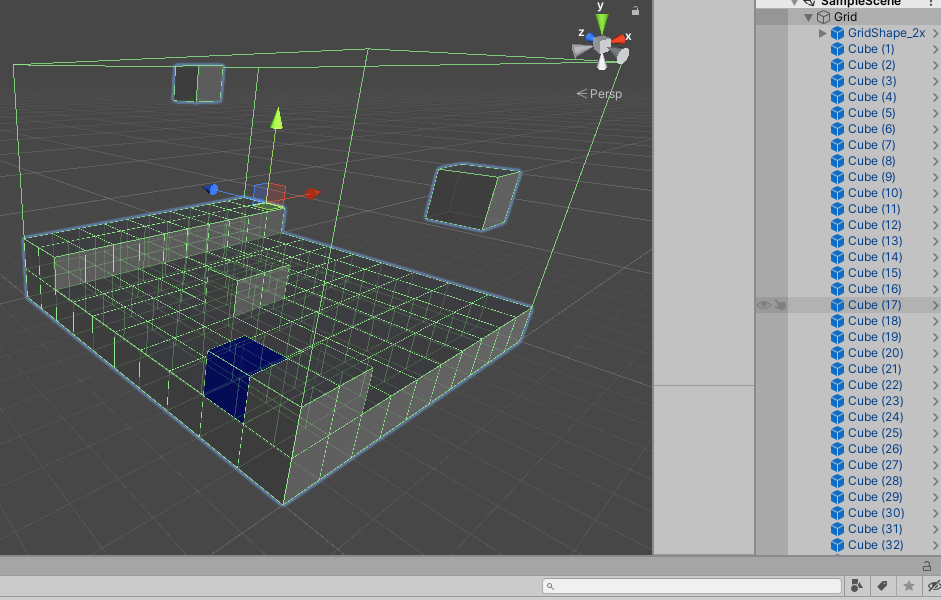 SampleScene
Grid
GridShape_2x
Cube (1)
Cube (2)
Cube (3)
Cube (4)
Cube (5)
Cube (6)
Cube (7)
Cube (8)
Cube (9)
Cube (10)
Cube (11)
Cube (12)
Cube (13)
Cube (14)
Cube (15)
Cube (16)
Cube (17)
Cube (18)
Cube (19)
Cube (20)
Cube (21)
Cube (22)
Cube (23)
Cube (24)
Cube (25)
Cube (26)
Cube (27)
Cube (28)
Cube (29)
Cube (30)
Cube (31)
Cube (32)
y
z
x
Persp